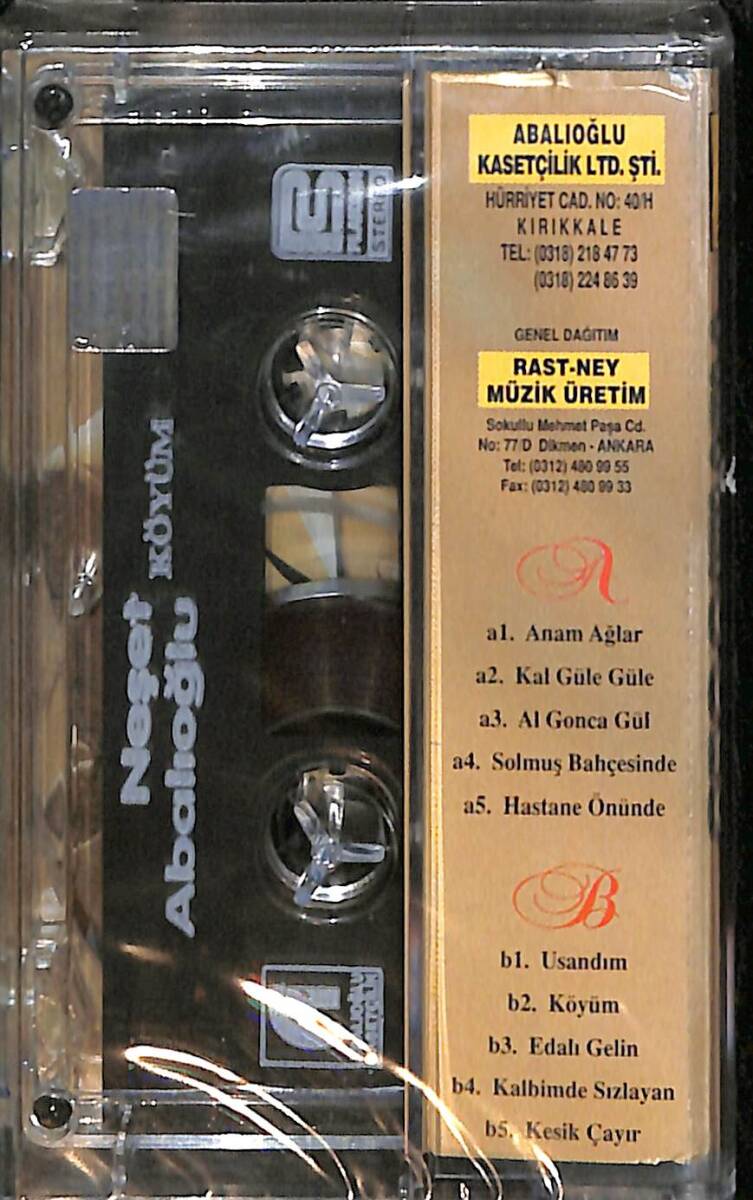 ABALIOĞLU
KASETÇİLİK LTD. ŞTİ.
HÜRRİYET CAD. NO: 40/H
KIRIKKALE
TEL: (0318) 218 47 73
(0318) 224 86 39
GENEL DAĞITIM
RAST-NEY
MÜZİK ÜRETİM
Sokullu Mehmet Paşa Cd.
No: 77/D Dikmen - ANKARA
Tel: (0312) 480 99 55
Fax: (0312) 480 99 33
A
a1. Anam Ağlar
a2. Kal Güle Güle
a3. Al Gonca Gül
a4. Solmuş Bahçesinde
a5. Hastane Önünde
B
b1. Usandım
b2. Köyüm
b3. Edalı Gelin
b4. Kalbimde Sızlayan
b5. Kesik Çayır
Neşet
Abalıoğlu
KÖYÜM
STEREO